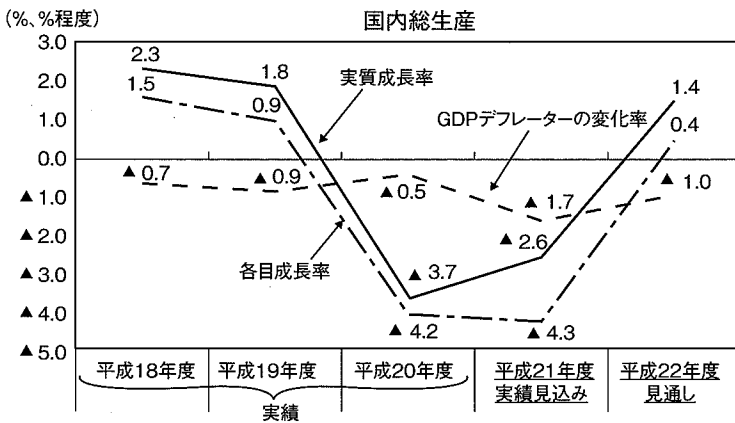 (%、%程度)
国内総生産
3.0
2.0
1.0
0.0
▲ 1.0
▲ 2.0
▲ 3.0
▲ 4.0
▲ 5.0
2.3
1.8
実質成長率
1.5
0.9
1.4
GDPデフレーターの変化率
0.4
▲ 0.7
▲ 0.9
▲ 0.5
▲ 1.7
▲ 1.0
▲ 2.6
各目成長率
▲ 3.7
▲ 4.2
▲ 4.3
平成18年度
平成19年度
平成20年度
平成21年度
実績見込み
平成22年度
見通し
実績